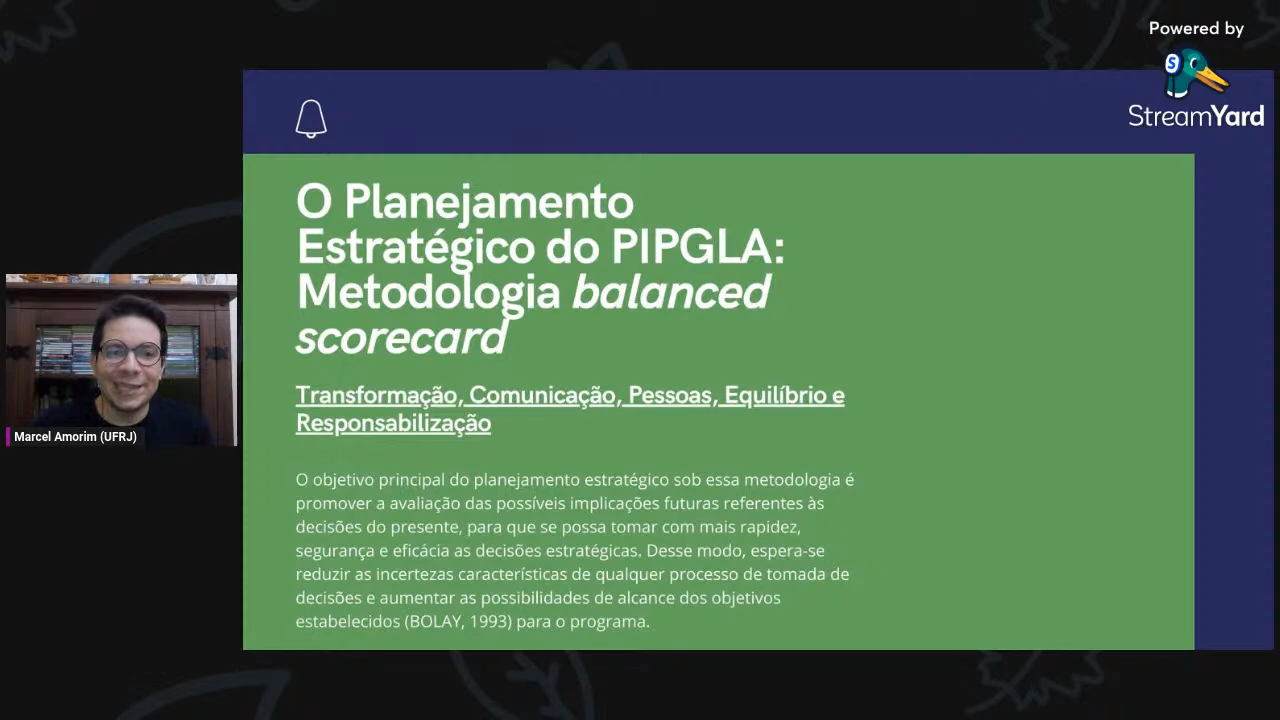 Powered by
S
StreamYard
O Planejamento
Estratégico do PIPGLA:
Metodologia balanced
scorecard
Transformação, Comunicação, Pessoas, Equilíbrio e
Responsabilização
O objetivo principal do planejamento estratégico sob essa metodologia é
promover a avaliação das possíveis implicações futuras referentes às
decisões do presente, para que se possa tomar com mais rapidez,
segurança e eficácia as decisões estratégicas. Desse modo, espera-se
reduzir as incertezas características de qualquer processo de tomada de
decisões e aumentar as possibilidades de alcance dos objetivos
estabelecidos (BOLAY, 1993) para o programa.
Marcel Amorim (UFRJ)